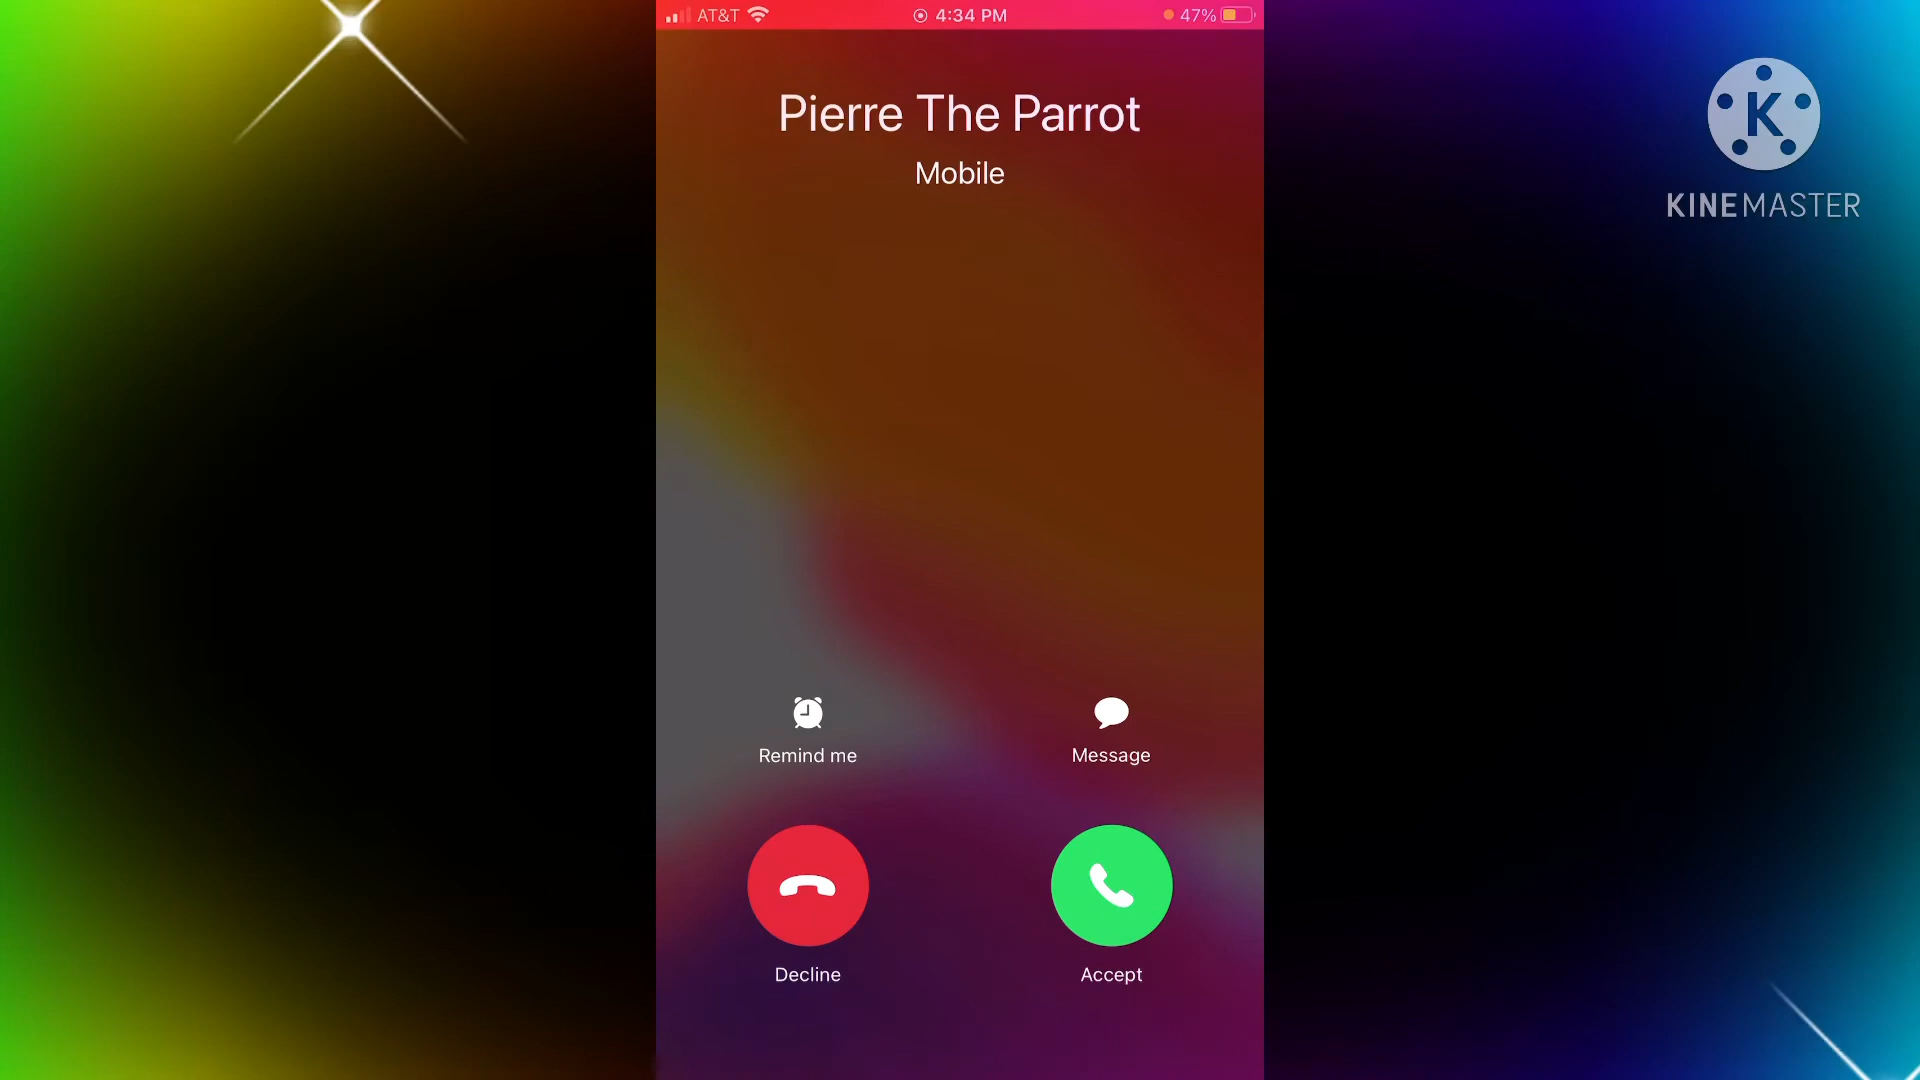 AT&T 4:34 PM 47%
Pierre The Parrot
Mobile
K
KINEMASTER
Remind me Message
Decline Accept